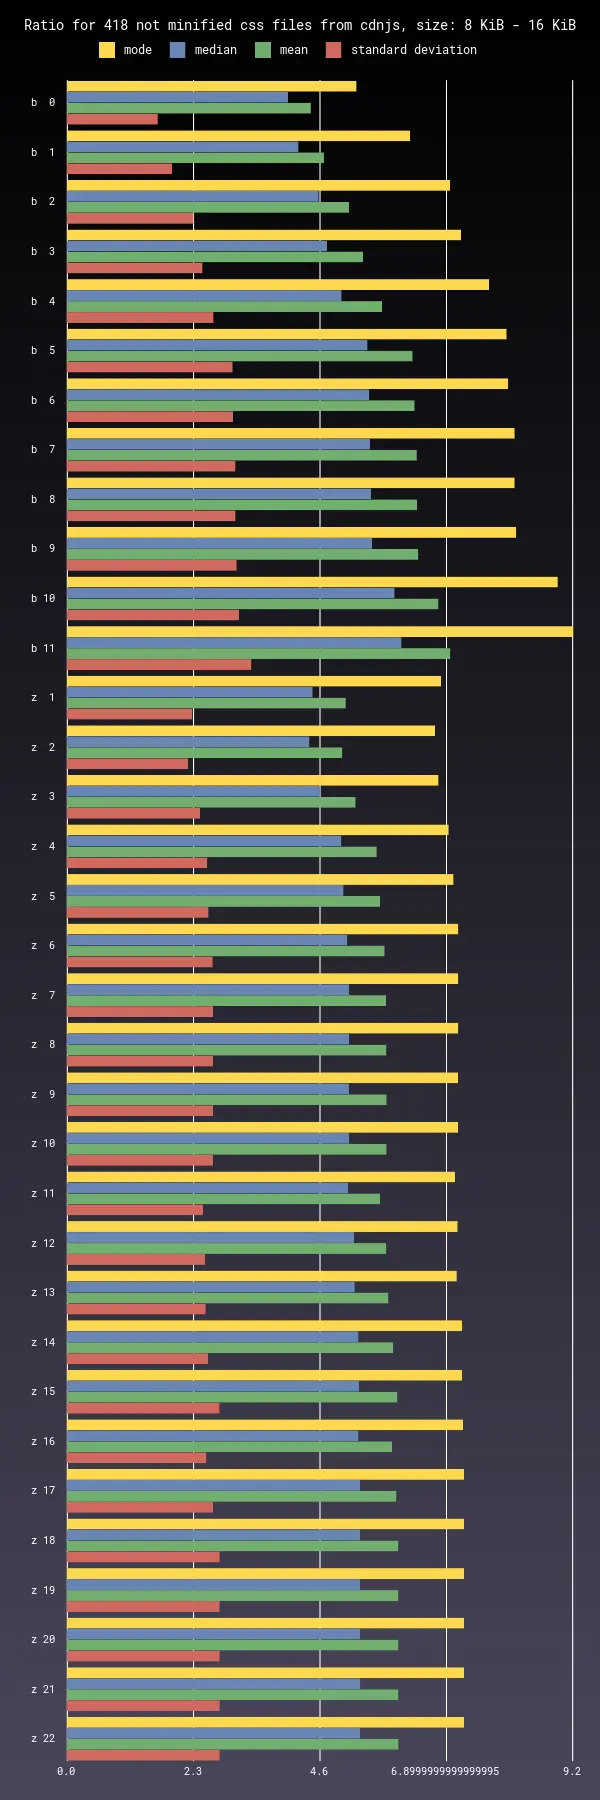 Ratio for 418 not minified css files from cdnjs, size: 8 KiB - 16 KiB
mode median mean standard deviation
b 0
b 1
b 2
b 3
b 4
b 5
b 6
b 7
b 8
b 9
b 10
b 11
z 1
z 2
z 3
z 4
z 5
z 6
z 7
z 8
z 9
z 10
z 11
z 12
z 13
z 14
z 15
z 16
z 17
z 18
z 19
z 20
z 21
z 22
0.0 2.3 4.6 6.8999999999999995 9.2